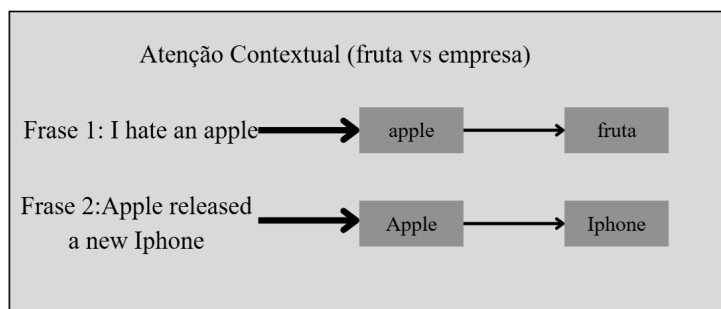 Atenção Contextual (fruta vs empresa)
Frase 1: I hate an apple
apple
fruta
Frase 2:Apple released
a new Iphone
Apple
Iphone